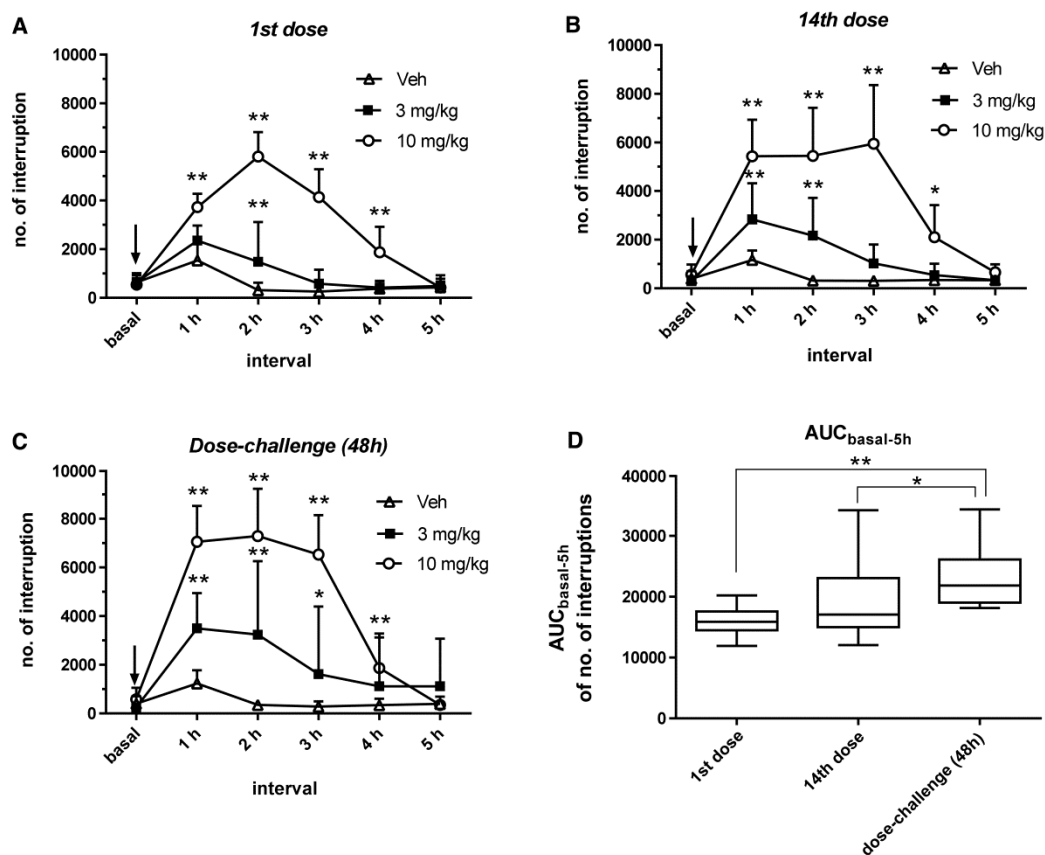 A
1st dose
10000
8000
6000
4000
2000
0
no. of interruption
Veh
3 mg/kg
10 mg/kg
**
**
**
**
**
basal
1 h
2 h
3 h
4 h
5 h
interval
B
14th dose
10000
8000
6000
4000
2000
0
no. of interruption
Veh
3 mg/kg
10 mg/kg
**
**
**
**
**
*
basal
1 h
2 h
3 h
4 h
5 h
interval
C
Dose-challenge (48h)
10000
8000
6000
4000
2000
0
no. of interruption
Veh
3 mg/kg
10 mg/kg
**
**
**
**
**
*
**
basal
1 h
2 h
3 h
4 h
5 h
interval
D
AUCbasal-5h
**
*
40000
30000
20000
10000
0
AUCbasal-5h
of no. of interruptions
1st dose
14th dose
dose-challenge (48h)